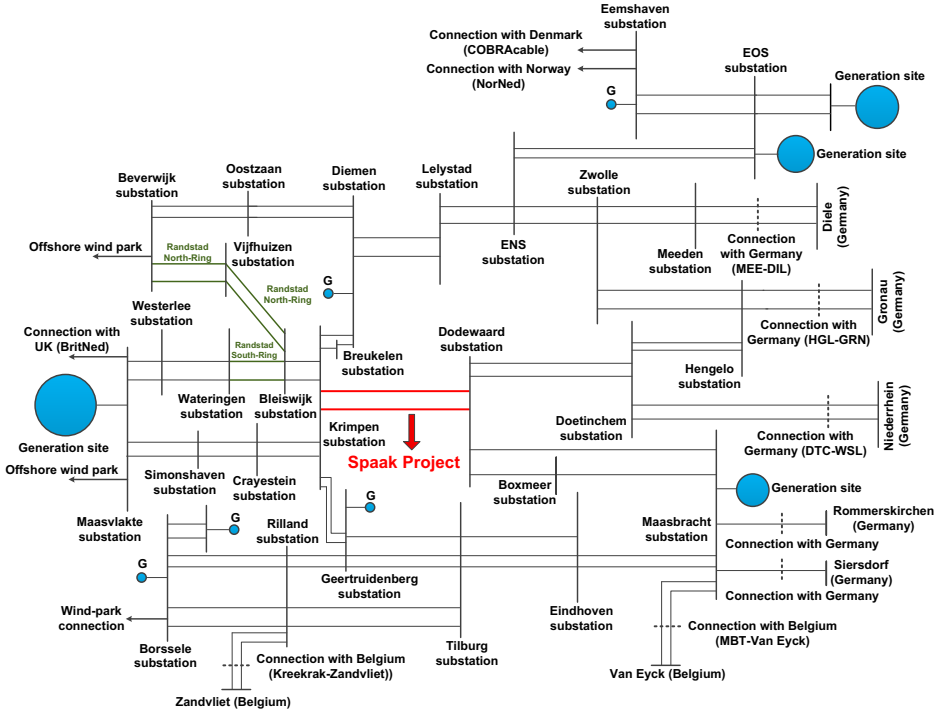 Eemshaven
substation
Connection with Denmark
(COBRAcable)
Connection with Norway
(NorNed)
EOS
substation
Generation site
G
Generation site
Beverwijk
substation
Oostzaan
substation
Diemen
substation
Lelystad
substation
Zwolle
substation
Diele
(Germany)
Offshore wind park
Randstad
North-Ring
Vijfhuizen
substation
ENS
substation
Meeden
substation
Connection
with Germany
(MEE-DIL)
Randstad
North-Ring
G
Gronau
(Germany)
Westerlee
substation
Connection with
UK (BritNed)
Randstad
South-Ring
Breukelen
substation
Dodewaard
substation
Connection with
Germany (HGL-GRN)
Hengelo
substation
Wateringen
substation
Bleiswijk
substation
Niederrhein
(Germany)
Generation site
Krimpen
substation
Doetinchem
substation
Connection with
Germany (DTC-WSL)
Spaak Project
Offshore wind park
Simonshaven
substation
Crayestein
substation
Boxmeer
substation
Generation site
G
Maasvlakte
substation
G
Rilland
substation
Maasbracht
substation
Rommerskirchen
(Germany)
Connection with Germany
G
Geertruidenberg
substation
Siersdorf
(Germany)
Connection with Germany
Wind-park
connection
Eindhoven
substation
Connection with Belgium
(MBT-Van Eyck)
Borssele
substation
Tilburg
substation
Connection with Belgium
(Kreekrak-Zandvliet))
Van Eyck (Belgium)
Zandvliet (Belgium)